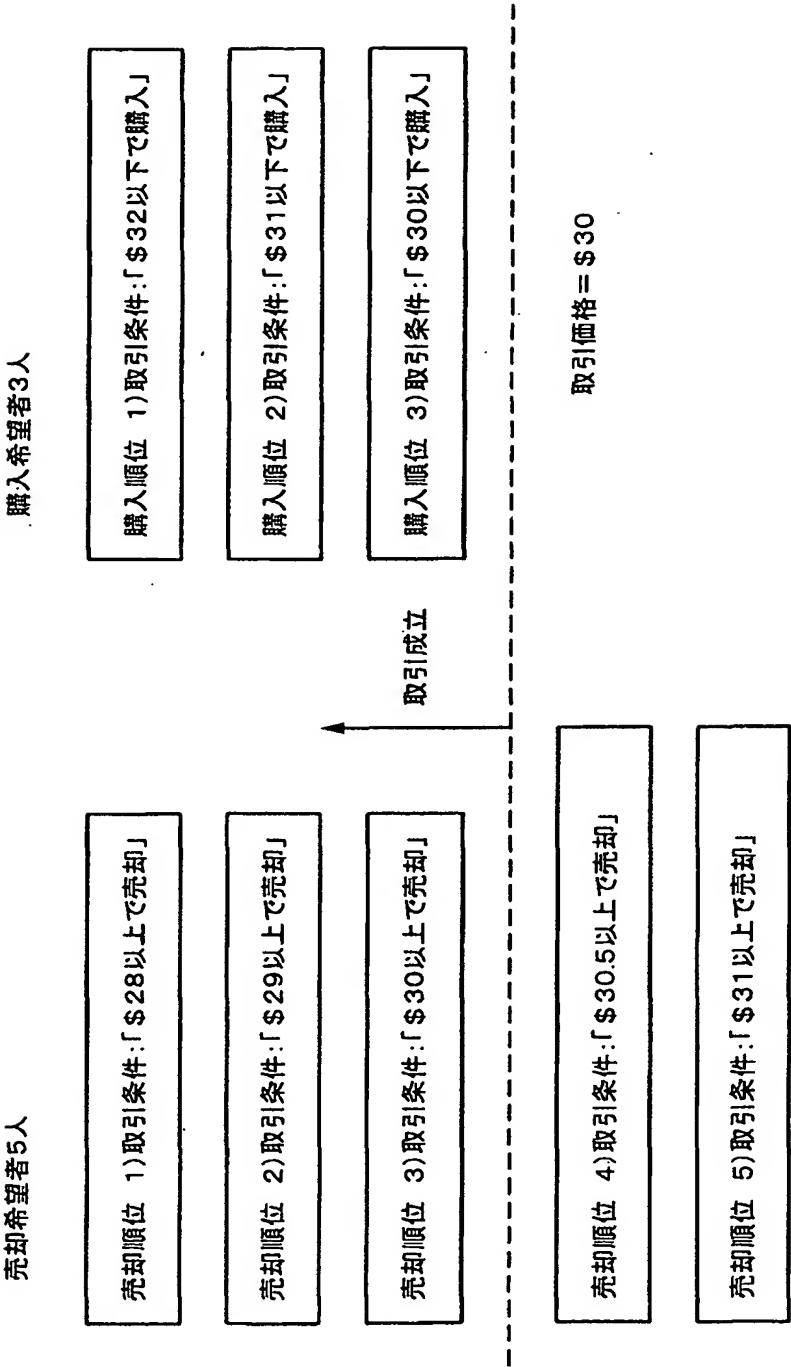 売却希望者5人
売却順位 1)取引条件:「$28以上で売却」
売却順位 2)取引条件:「$29以上で売却」
売却順位 3)取引条件:「$30以上で売却」
売却順位 4)取引条件:「$30.5以上で売却」
売却順位 5)取引条件:「$31以上で売却」
取引成立
購入希望者3人
購入順位 1)取引条件:「$32以下で購入」
購入順位 2)取引条件:「$31以下で購入」
購入順位 3)取引条件:「$30以下で購入」
取引価格=$30